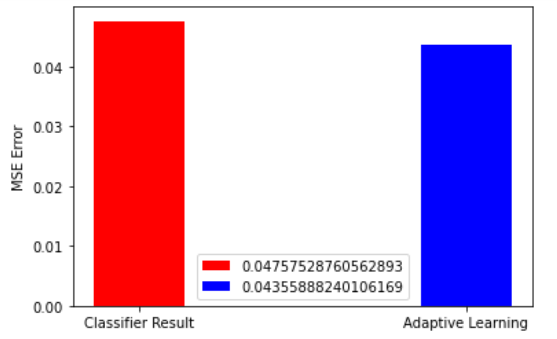 MSE Error
0.04
0.03
0.02
0.01
0.00
0.04757528760562893
0.04355888240106169
Classifier Result
Adaptive Learning